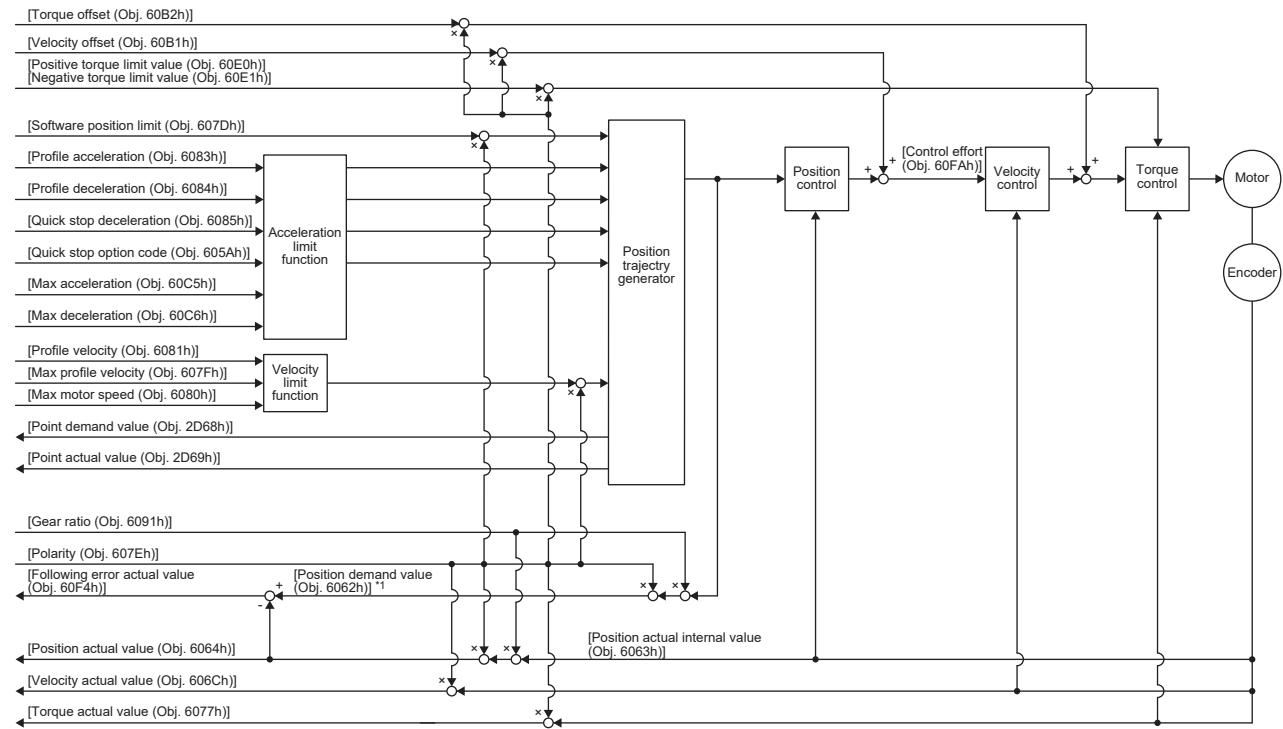 [Torque offset (Obj. 60B2h)]
×
[Velocity offset (Obj. 60B1h)]
×
[Positive torque limit value (Obj. 60E0h)]
[Negative torque limit value (Obj. 60E1h)]
×
[Software position limit (Obj. 607Dh)]
×
[Profile acceleration (Obj. 6083h)]
[Profile deceleration (Obj. 6084h)]
[Quick stop deceleration (Obj. 6085h)]
[Quick stop option code (Obj. 605Ah)]
[Max acceleration (Obj. 60C5h)]
[Max deceleration (Obj. 60C6h)]
Acceleration
limit
function
Position
trajectry
generator
Position
control
+
+
[Control effort
(Obj. 60FAh)]
Velocity
control
+
+
Torque
control
Motor
Encoder
[Profile velocity (Obj. 6081h)]
[Max profile velocity (Obj. 607Fh)]
[Max motor speed (Obj. 6080h)]
Velocity
limit
function
×
[Point demand value (Obj. 2D68h)]
[Point actual value (Obj. 2D69h)]
[Gear ratio (Obj. 6091h)]
[Polarity (Obj. 607Eh)]
[Following error actual value
(Obj. 60F4h)]
+
-
[Position demand value
(Obj. 6062h)] *1
×
×
[Position actual value (Obj. 6064h)]
×
×
[Position actual internal value
(Obj. 6063h)]
[Velocity actual value (Obj. 606Ch)]
×
[Torque actual value (Obj. 6077h)]
×